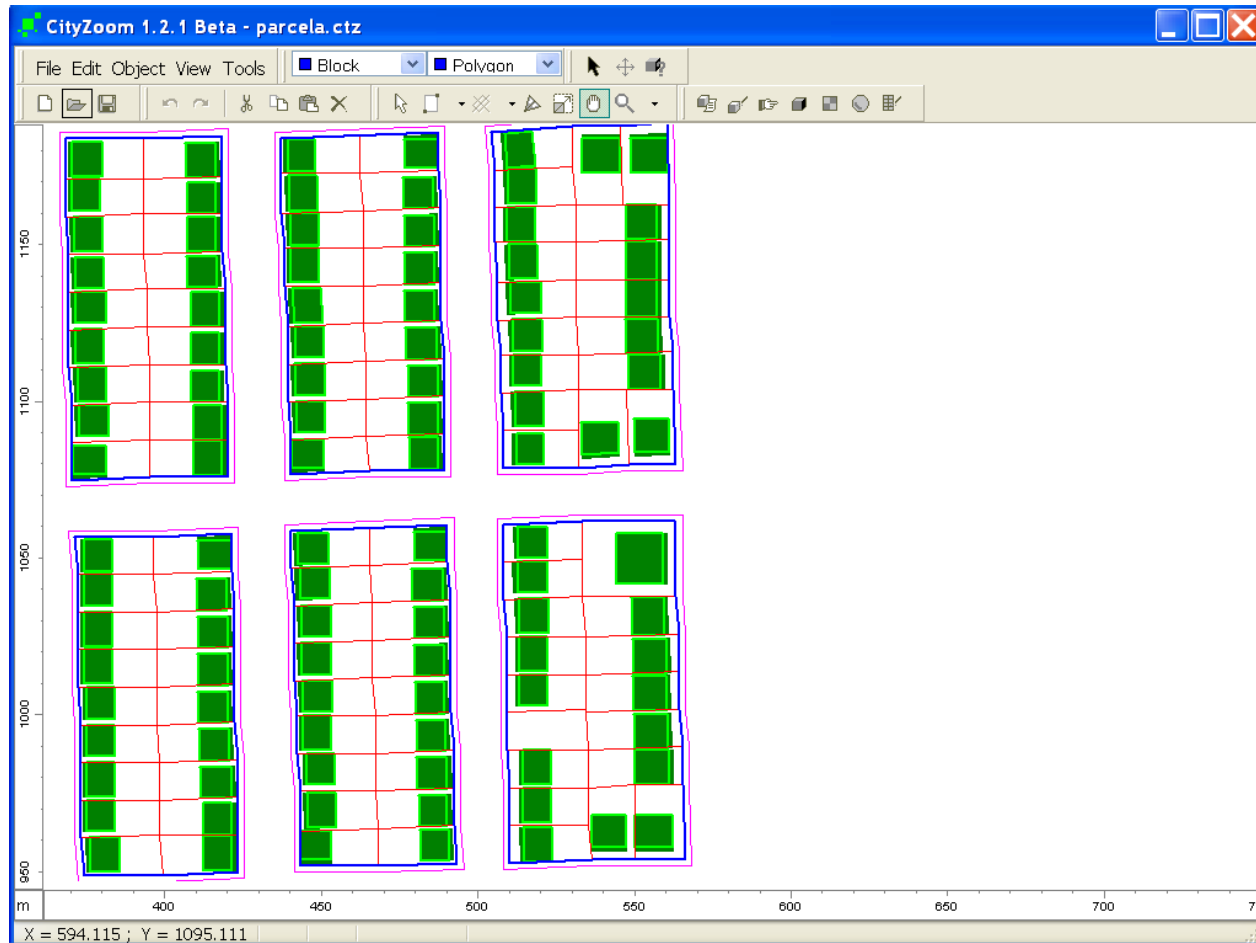 CityZoom 1.2.1 Beta - parcela.ctz
File Edit Object View Tools Block Polygon
1150
1100
1050
1000
950
m 400 450 500 550 600 650 700 7
X = 594.115 ; Y = 1095.111